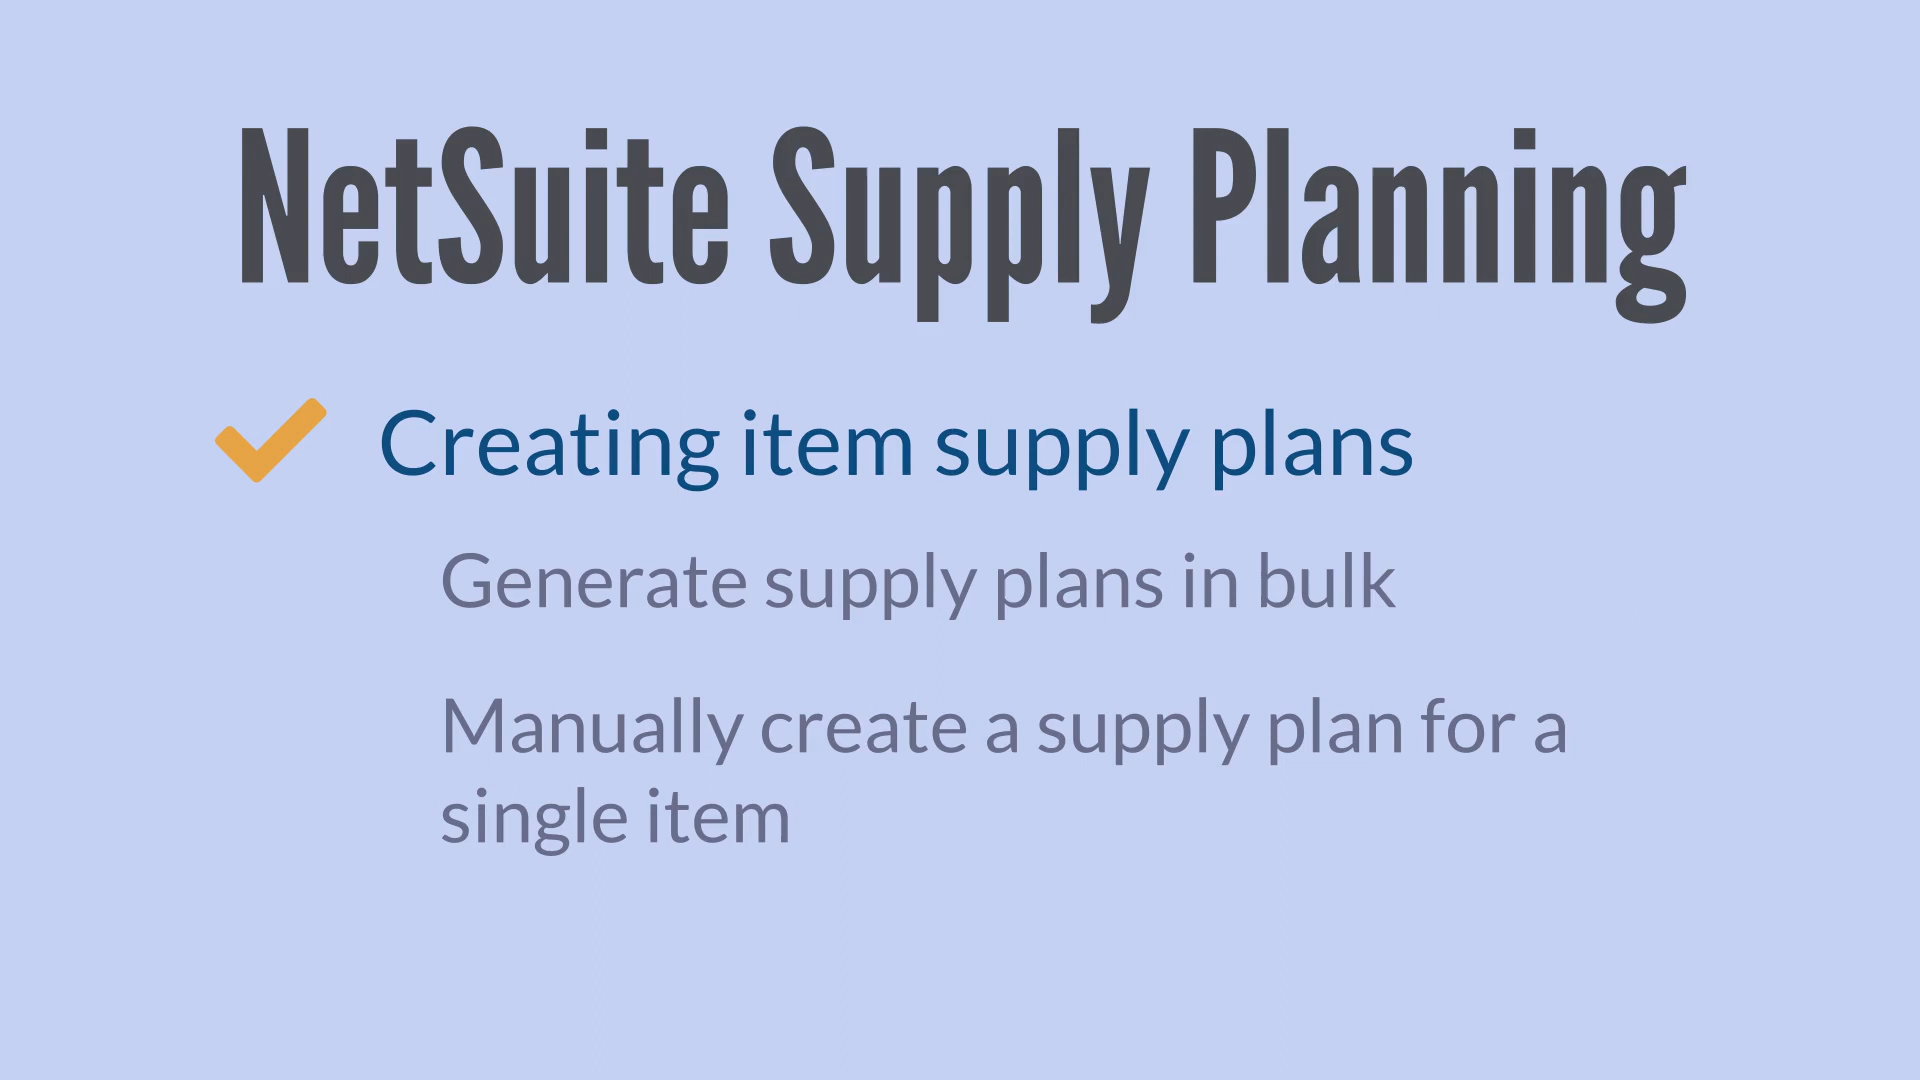 NetSuite Supply Planning
Creating item supply plans
Generate supply plans in bulk
Manually create a supply plan for a
single item